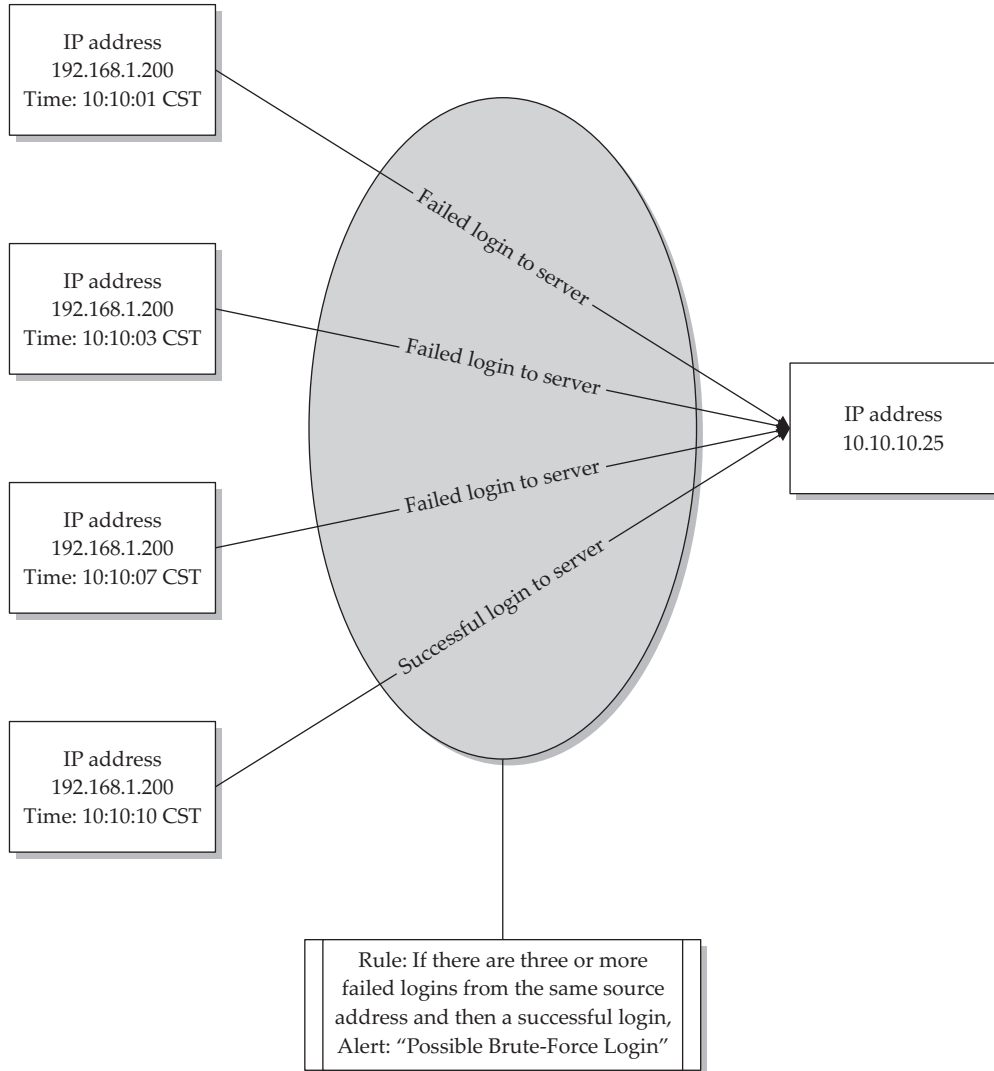 IP address
192.168.1.200
Time: 10:10:01 CST
Failed login to server
IP address
192.168.1.200
Time: 10:10:03 CST
Failed login to server
IP address
10.10.10.25
IP address
192.168.1.200
Time: 10:10:07 CST
Failed login to server
IP address
192.168.1.200
Time: 10:10:10 CST
Successful login to server
Rule: If there are three or more
failed logins from the same source
address and then a successful login,
Alert: “Possible Brute-Force Login”